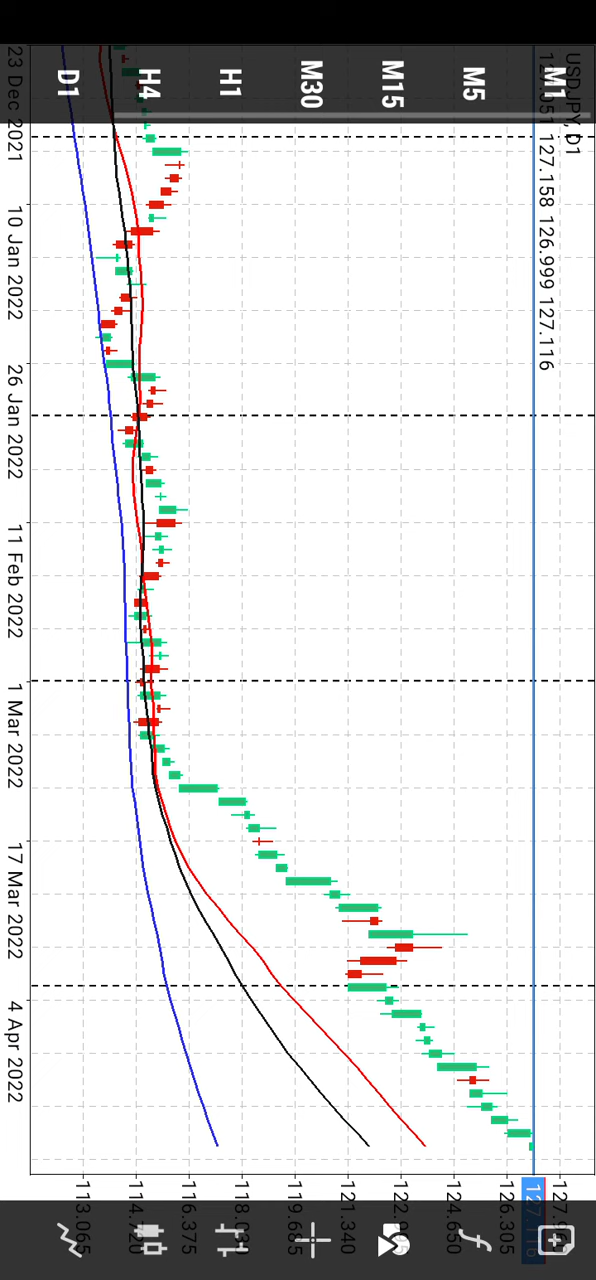 M1
M5
M15
M30
H1
H4
D1
USDJPY, D1
127.158 126.999 127.116
127.116
126.305
124.650
121.340
119.685
118.030
116.375
113.065
23 Dec 2021
10 Jan 2022
26 Jan 2022
11 Feb 2022
1 Mar 2022
17 Mar 2022
4 Apr 2022